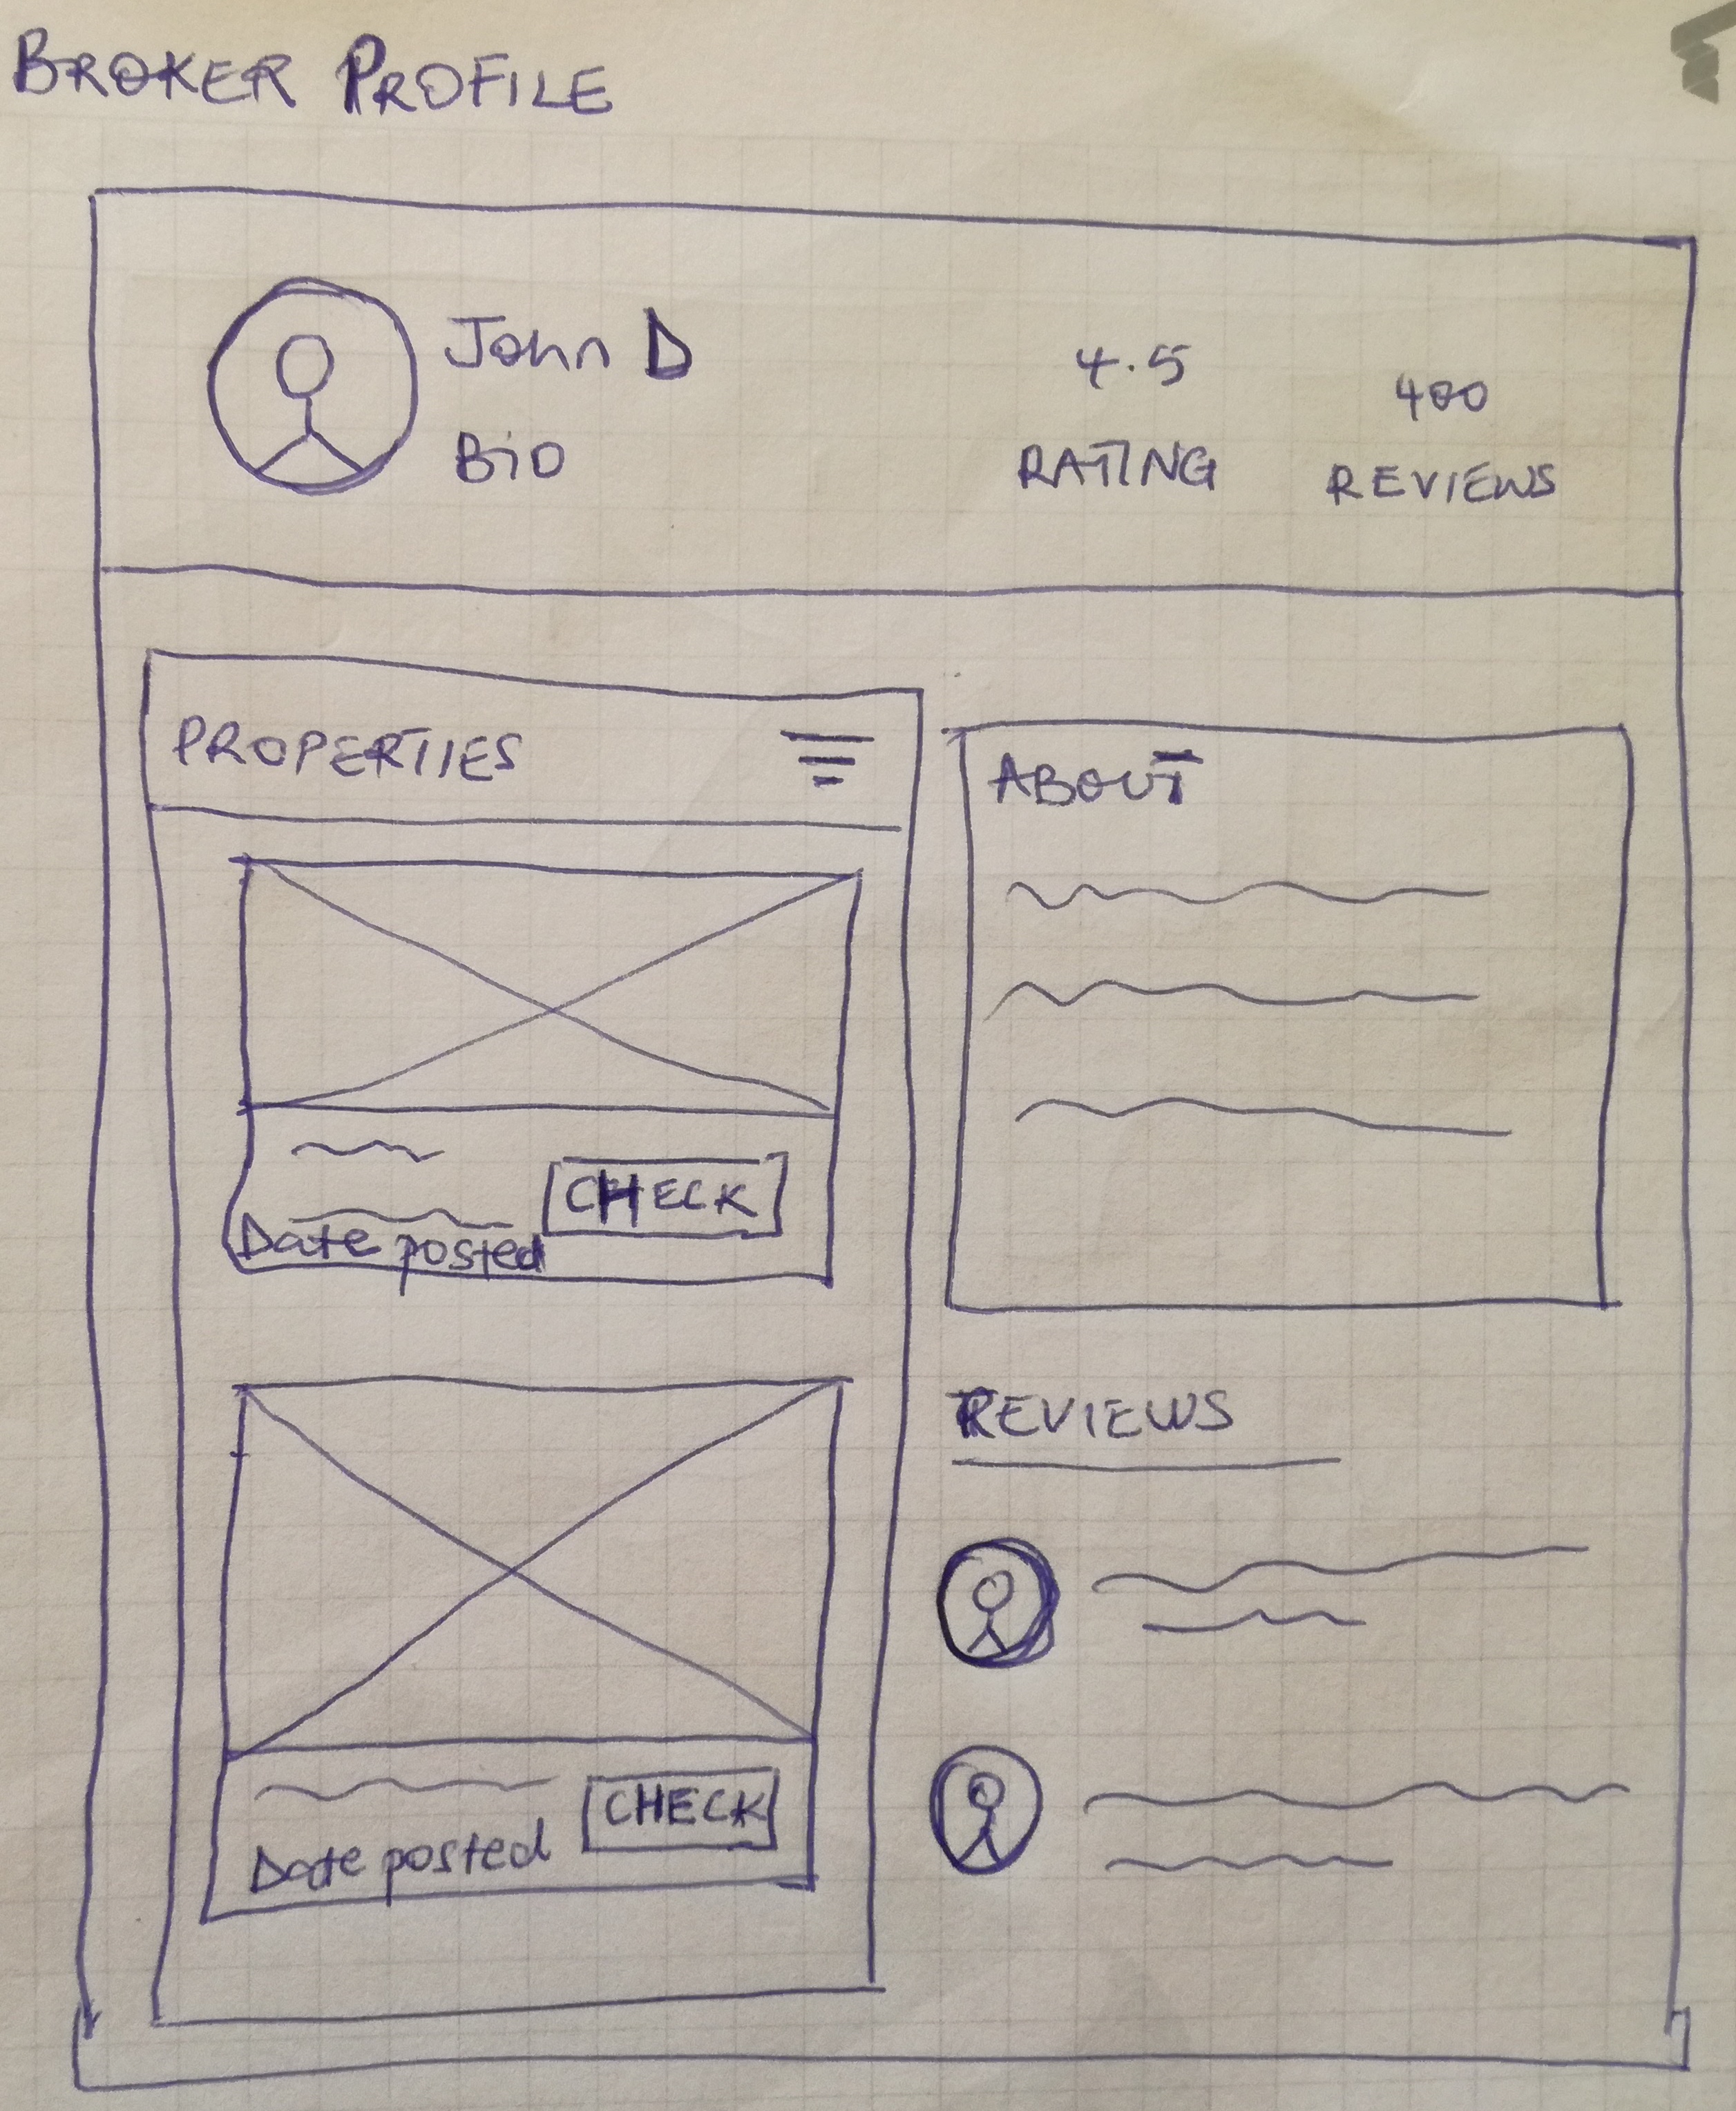 BROKER PROFILE
John D
Bio
4.5
RATING
400
REVIEWS
PROPERTIES
CHECK
Date posted
CHECK
Date posted
ABOUT
REVIEWS